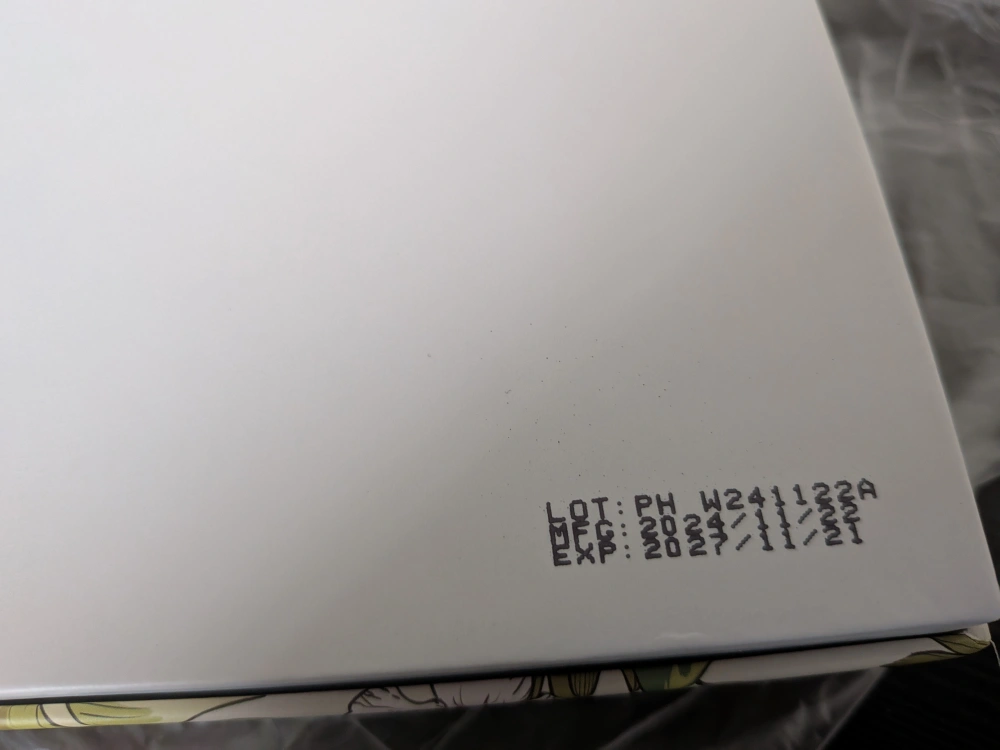 LOT: PH W241122A
MFG: 2024/11/22
EXP: 2027/11/21